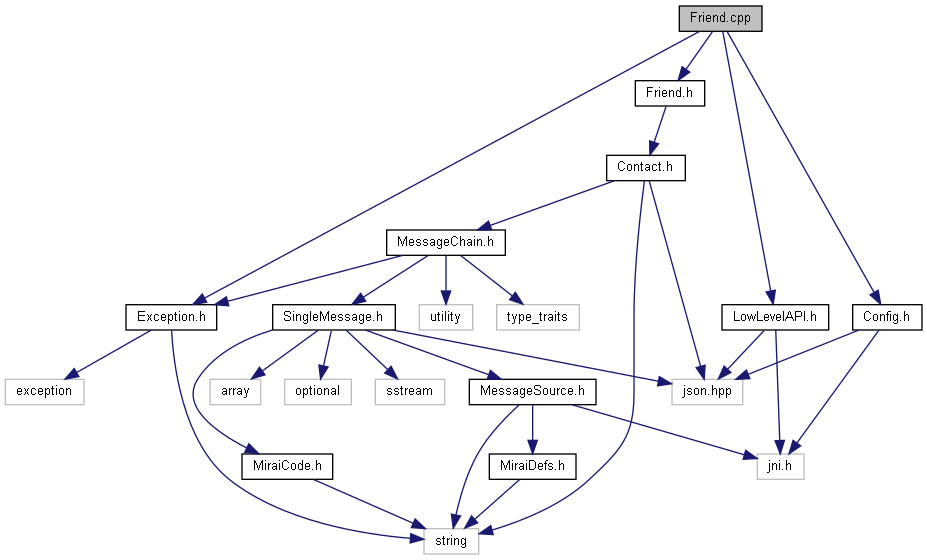 Friend.cpp
Friend.h
Contact.h
MessageChain.h
Exception.h
SingleMessage.h
utility
type_traits
LowLevelAPI.h
Config.h
exception
array
optional
sstream
MessageSource.h
json.hpp
MiraiCode.h
MiraiDefs.h
jni.h
string